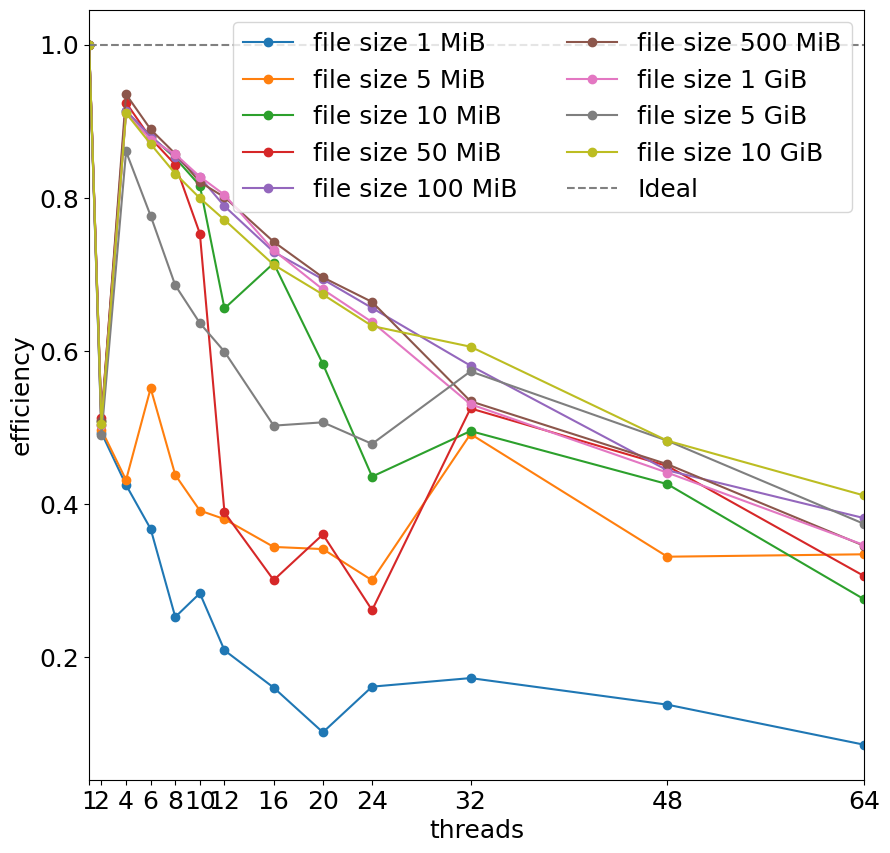 1.0
0.8
0.6
0.4
0.2
efficiency
file size 1 MiB
file size 5 MiB
file size 10 MiB
file size 50 MiB
file size 100 MiB
file size 500 MiB
file size 1 GiB
file size 5 GiB
file size 10 GiB
Ideal
1 2 4 6 8 10 12 16 20 24 32 48 64
threads